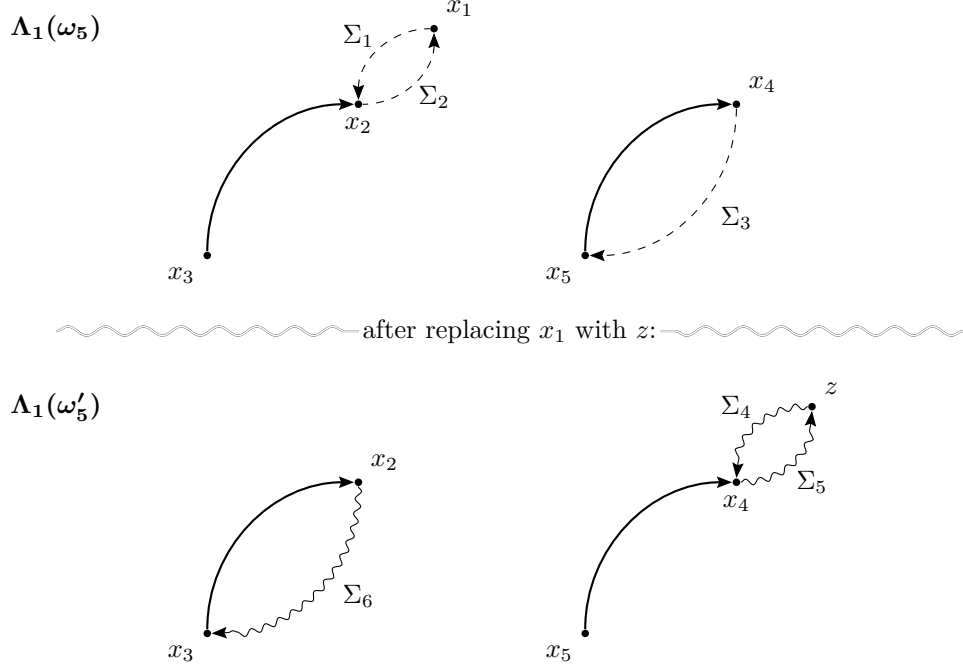 Λ₁(ω₅)
x₁
Σ₁
Σ₂
x₂
x₃
x₄
Σ₃
x₅
after replacing x₁ with z:
Λ₁(ω₅′)
x₂
Σ₆
x₃
z
Σ₄
Σ₅
x₄
x₅